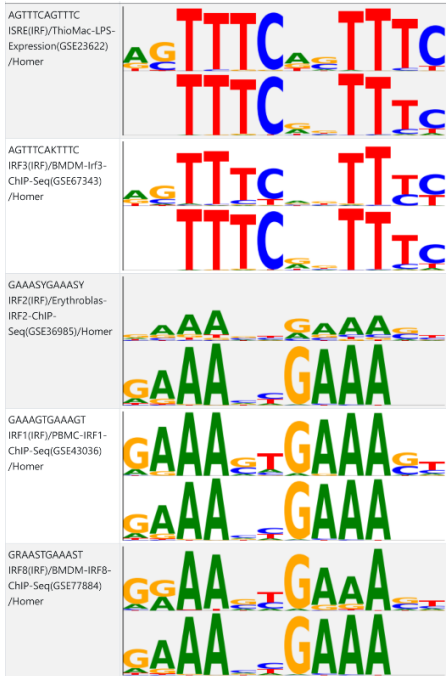 AGTTTCAGTTTC
ISRE(IRF)/ThioMac-LPS-
Expression(GSE23622)
/Homer
AGTTTCAKTTTC
IRF3(IRF)/BMDM-Irf3-
ChIP-Seq(GSE67343)
/Homer
GAAASYGAAASY
IRF2(IRF)/Erythroblas-
IRF2-ChIP-
Seq(GSE36985)/Homer
GAAAGTGAAAGT
IRF1(IRF)/PBMC-IRF1-
ChIP-Seq(GSE43036)
/Homer
GRAASTGAAAST
IRF8(IRF)/BMDM-IRF8-
ChIP-Seq(GSE77884)
/Homer